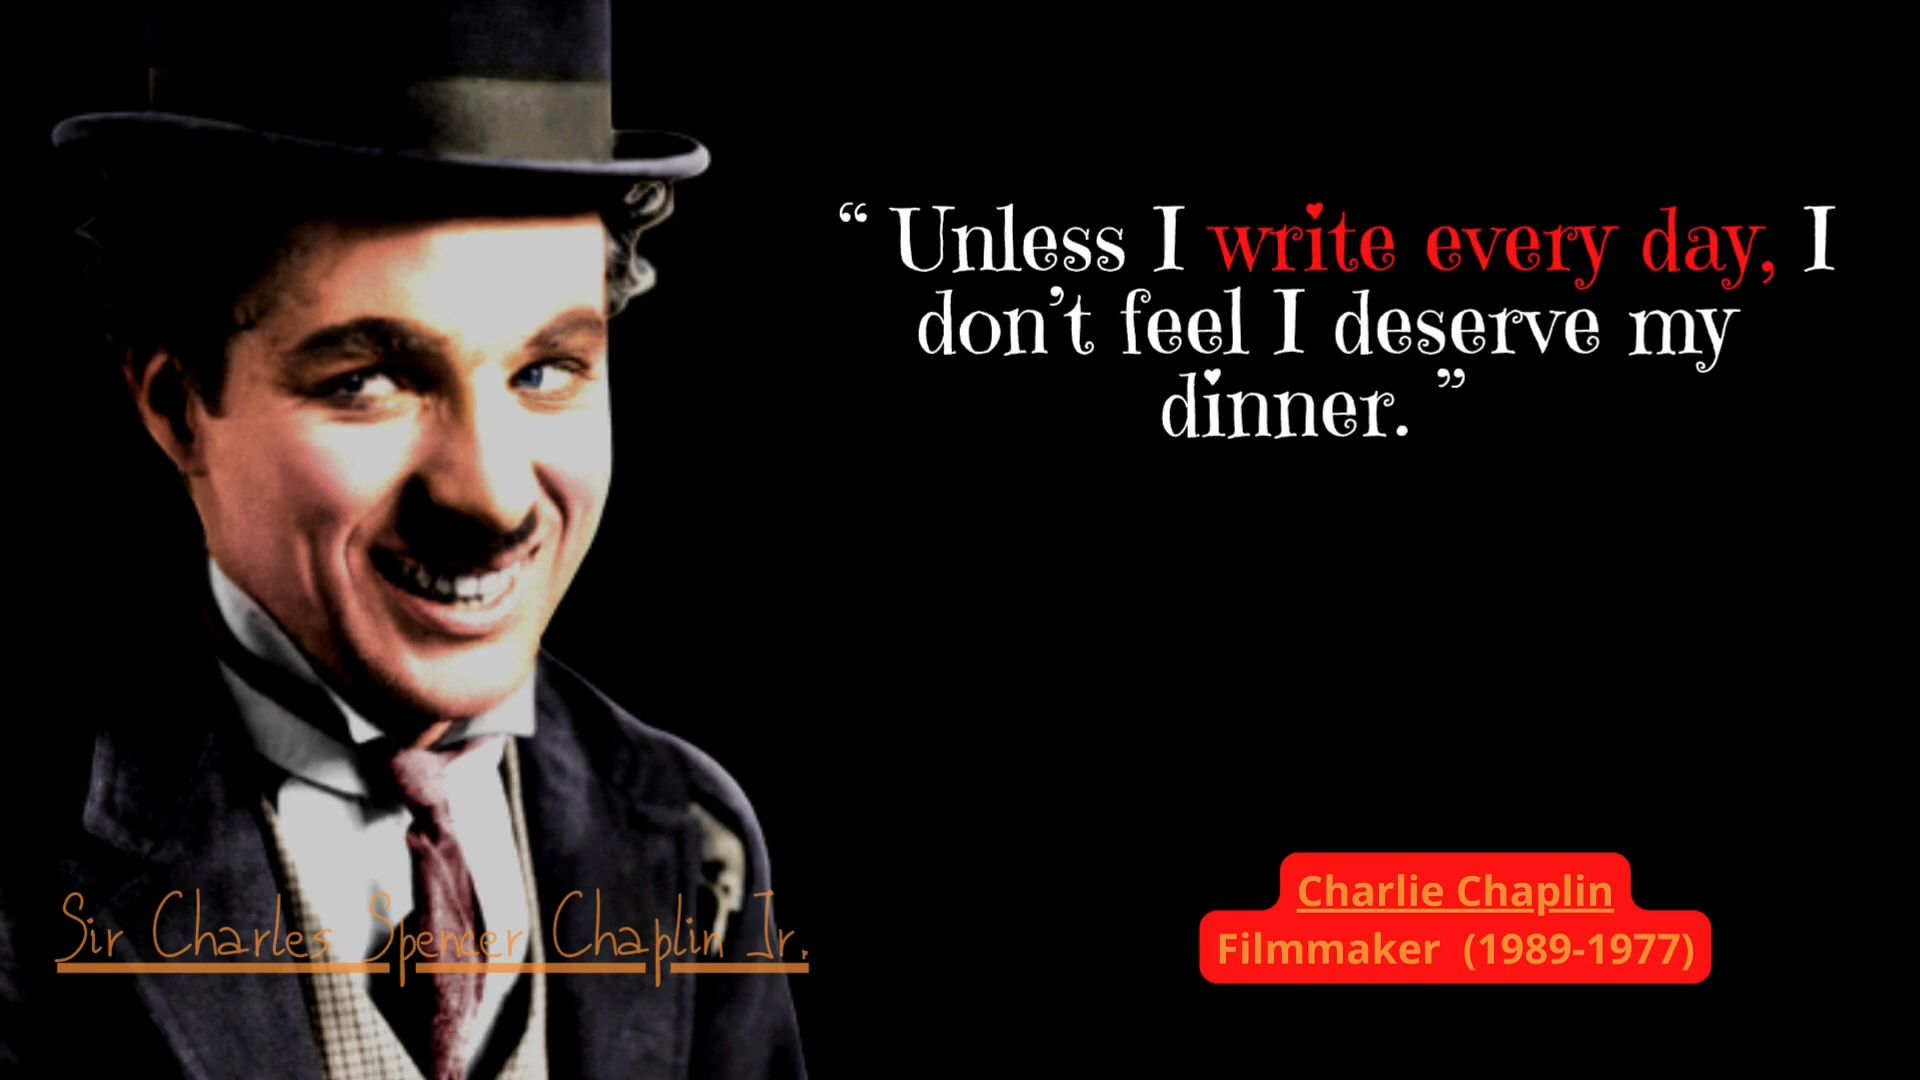 “ Unless I write every day, I
don’t feel I deserve my
dinner. ”
Sir Charles Spencer Chaplin Jr.
Charlie Chaplin
Filmmaker (1989-1977)